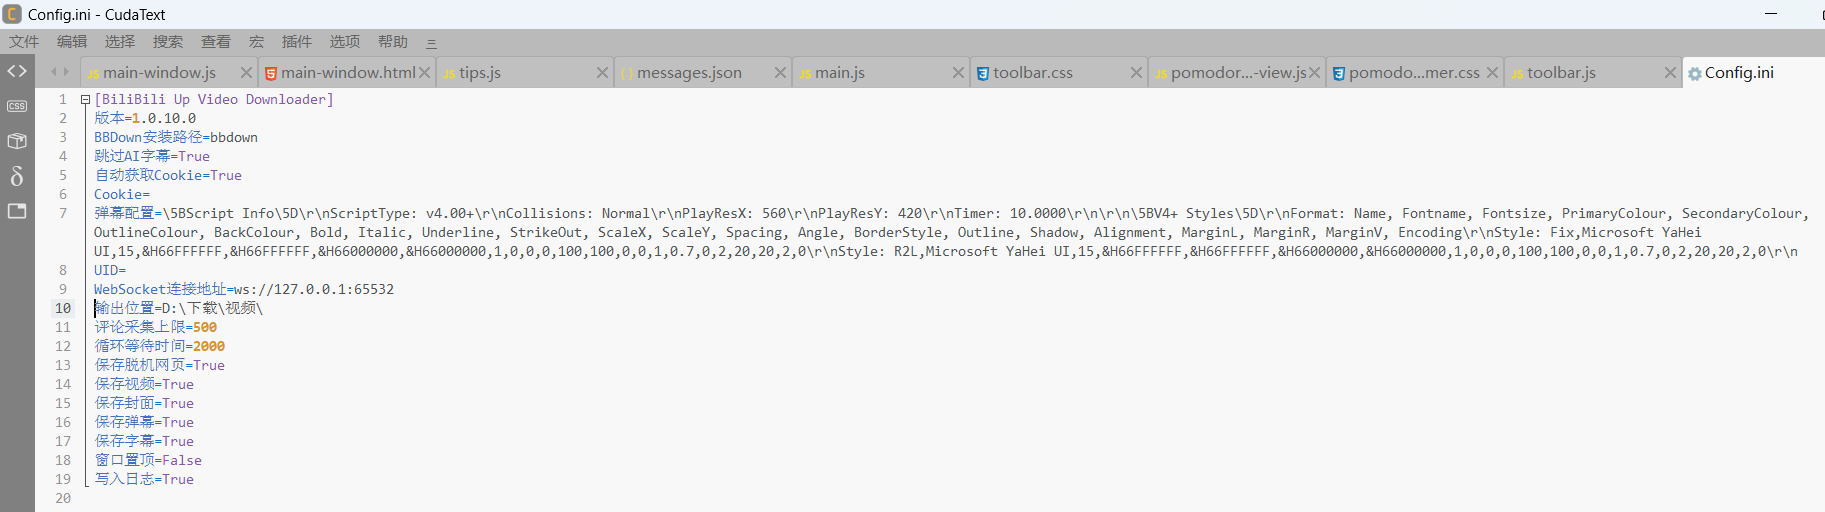 Config.ini - CudaText
文件 编辑 选择 搜索 查看 宏 插件 选项 帮助 三
main-window.js main-window.html tips.js messages.json main.js toolbar.css pomodor...-view.js pomodo...mer.css toolbar.js Config.ini
1 [BiliBili Up Video Downloader]
2 版本=1.0.10.0
3 BBDown安装路径=bbdown
4 跳过AI字幕=True
5 自动获取Cookie=True
6 Cookie=
7 弹幕配置=\5BScript Info\5D\r\nScriptType: v4.00+\r\nCollisions: Normal\r\nPlayResX: 560\r\nPlayResY: 420\r\nTimer: 10.0000\r\n\r\n\5BV4+ Styles\5D\r\nFormat: Name, Fontname, Fontsize, PrimaryColour, SecondaryColour,
OutlineColour, BackColour, Bold, Italic, Underline, StrikeOut, ScaleX, ScaleY, Spacing, Angle, BorderStyle, Outline, Shadow, Alignment, MarginL, MarginR, MarginV, Encoding\r\nStyle: Fix,Microsoft YaHei
UI,15,&H66FFFFFF,&H66FFFFFF,&H66000000,&H66000000,1,0,0,0,100,100,0,0,1,0.7,0,2,20,20,2,0\r\nStyle: R2L,Microsoft YaHei UI,15,&H66FFFFFF,&H66FFFFFF,&H66000000,&H66000000,1,0,0,0,100,100,0,0,1,0.7,0,2,20,20,2,0\r\n
8 UID=
9 WebSocket连接地址=ws://127.0.0.1:65532
10 输出位置=D:\下载\视频\
11 评论采集上限=500
12 循环等待时间=2000
13 保存脱机网页=True
14 保存视频=True
15 保存封面=True
16 保存弹幕=True
17 保存字幕=True
18 窗口置顶=False
19 写入日志=True
20